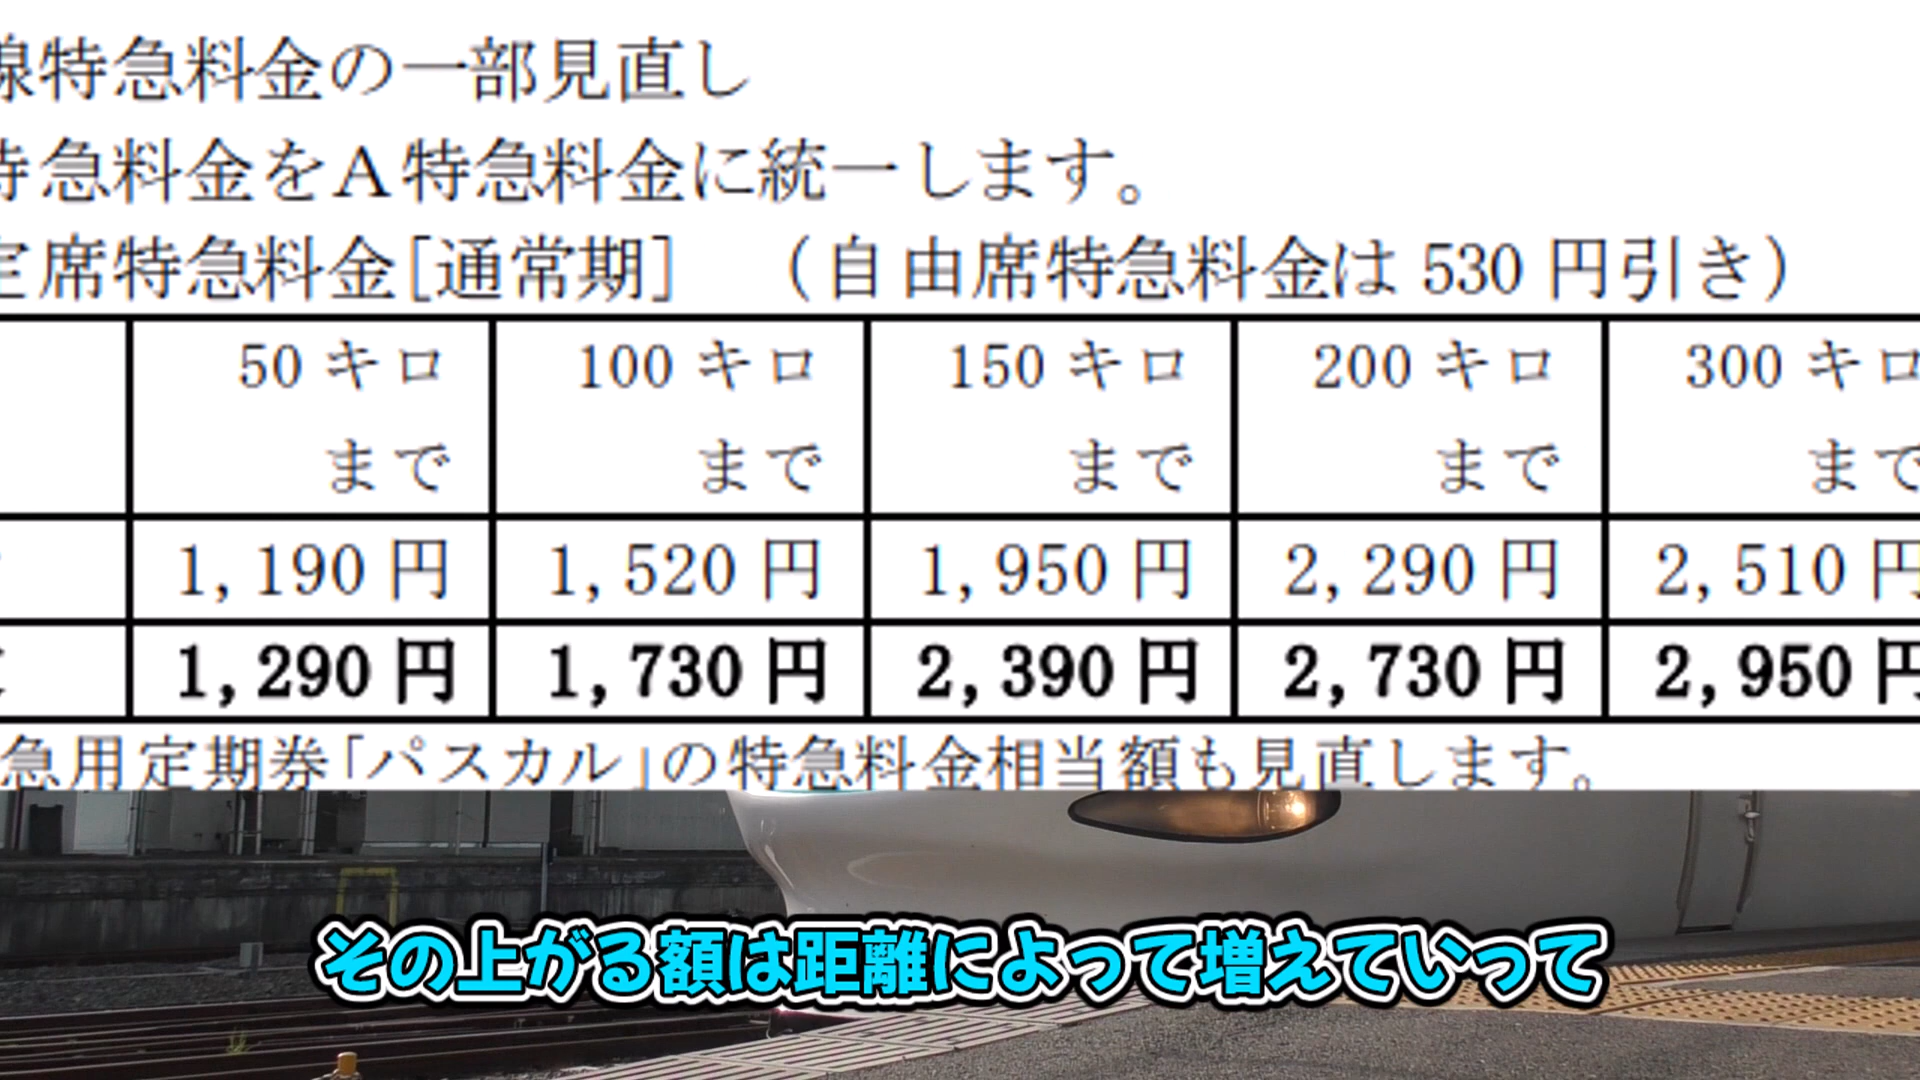 線特急料金の一部見直し
特急料金をA特急料金に統一します。
定席特急料金[通常期] (自由席特急料金は530円引き)
50キロ 100キロ 150キロ 200キロ 300キロ
まで まで まで まで まで
1,190円 1,520円 1,950円 2,290円 2,510円
1,290円 1,730円 2,390円 2,730円 2,950円
急用定期券「パスカル」の特急料金相当額も見直します。
その上がる額は距離によって増えていって